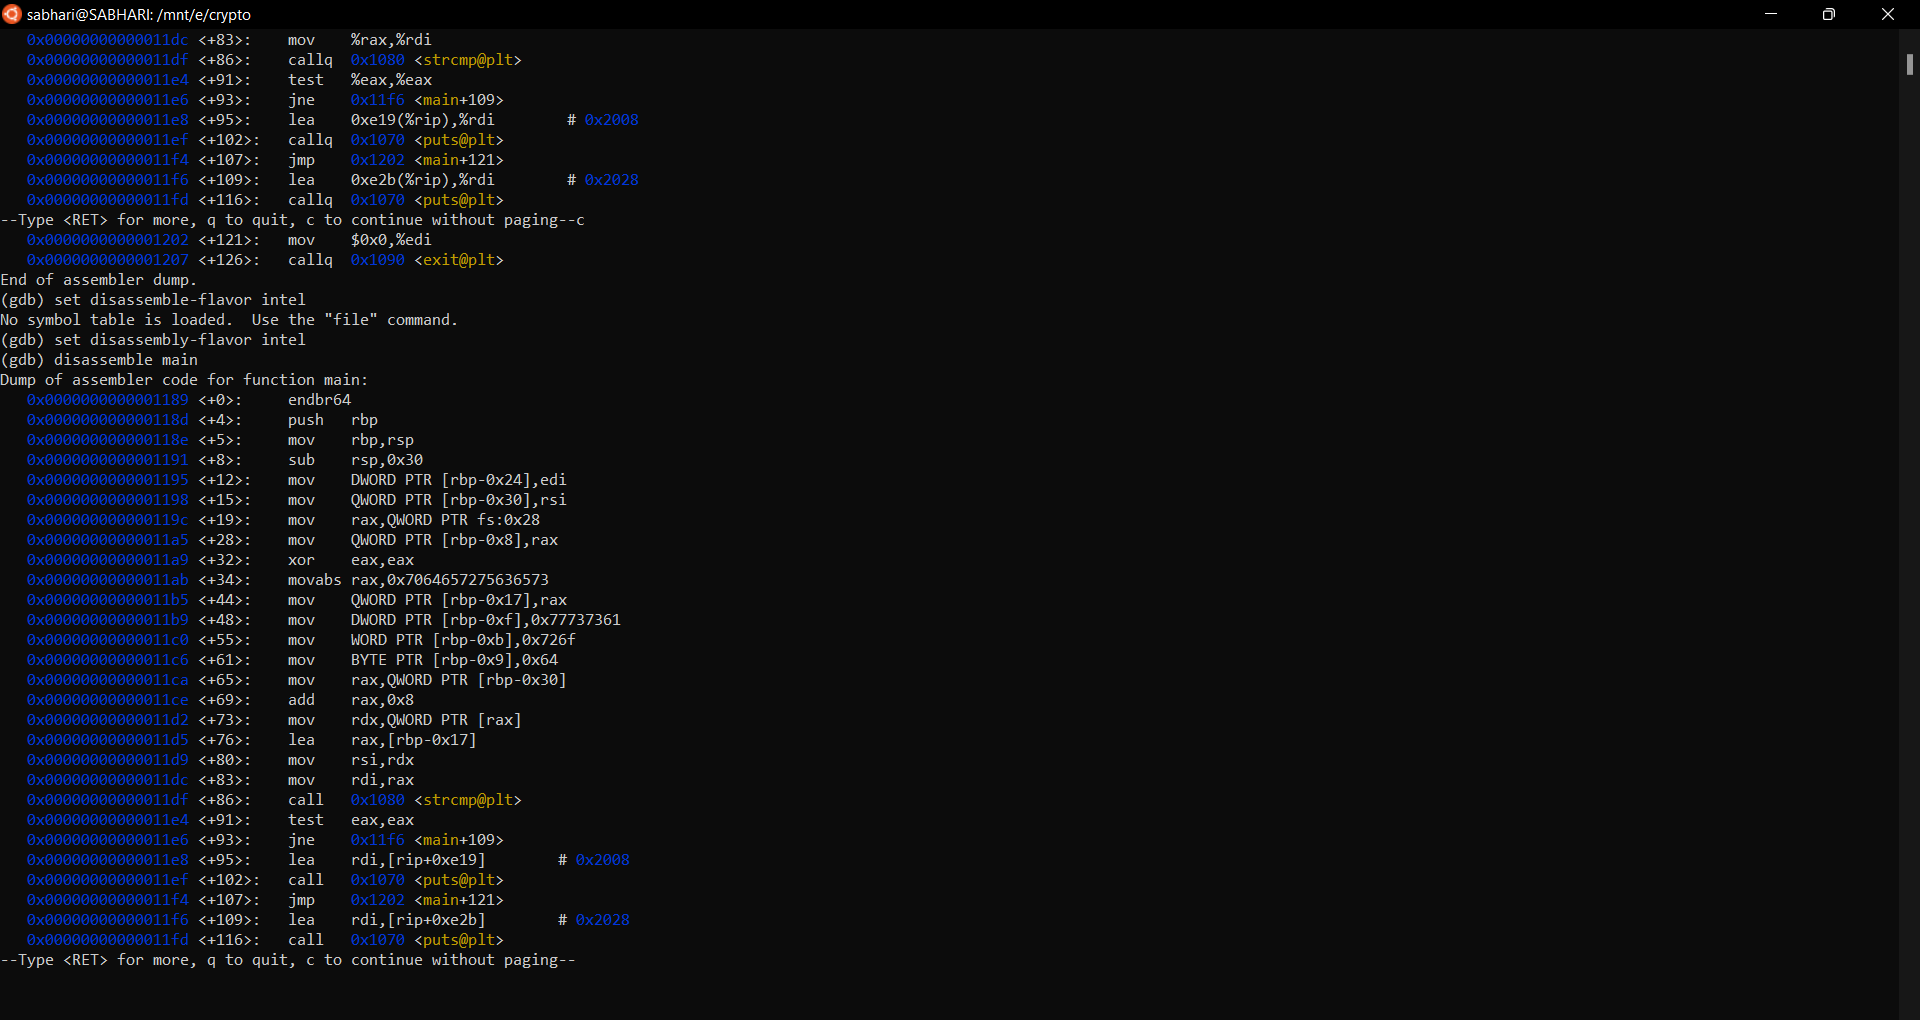 sabhari@SABHARI: /mnt/e/crypto
0x00000000000011dc <+83>: mov %rax,%rdi
0x00000000000011df <+86>: callq 0x1080 <strcmp@plt>
0x00000000000011e4 <+91>: test %eax,%eax
0x00000000000011e6 <+93>: jne 0x11f6 <main+109>
0x00000000000011e8 <+95>: lea 0xe19(%rip),%rdi # 0x2008
0x00000000000011ef <+102>: callq 0x1070 <puts@plt>
0x00000000000011f4 <+107>: jmp 0x1202 <main+121>
0x00000000000011f6 <+109>: lea 0xe2b(%rip),%rdi # 0x2028
0x00000000000011fd <+116>: callq 0x1070 <puts@plt>
--Type <RET> for more, q to quit, c to continue without paging--c
0x0000000000001202 <+121>: mov $0x0,%edi
0x0000000000001207 <+126>: callq 0x1090 <exit@plt>
End of assembler dump.
(gdb) set disassemble-flavor intel
No symbol table is loaded.  Use the "file" command.
(gdb) set disassembly-flavor intel
(gdb) disassemble main
Dump of assembler code for function main:
0x0000000000001189 <+0>: endbr64
0x000000000000118d <+4>: push rbp
0x000000000000118e <+5>: mov rbp,rsp
0x0000000000001191 <+8>: sub rsp,0x30
0x0000000000001195 <+12>: mov DWORD PTR [rbp-0x24],edi
0x0000000000001198 <+15>: mov QWORD PTR [rbp-0x30],rsi
0x000000000000119c <+19>: mov rax,QWORD PTR fs:0x28
0x00000000000011a5 <+28>: mov QWORD PTR [rbp-0x8],rax
0x00000000000011a9 <+32>: xor eax,eax
0x00000000000011ab <+34>: movabs rax,0x7064657275636573
0x00000000000011b5 <+44>: mov QWORD PTR [rbp-0x17],rax
0x00000000000011b9 <+48>: mov DWORD PTR [rbp-0xf],0x77737361
0x00000000000011c0 <+55>: mov WORD PTR [rbp-0xb],0x726f
0x00000000000011c6 <+61>: mov BYTE PTR [rbp-0x9],0x64
0x00000000000011ca <+65>: mov rax,QWORD PTR [rbp-0x30]
0x00000000000011ce <+69>: add rax,0x8
0x00000000000011d2 <+73>: mov rdx,QWORD PTR [rax]
0x00000000000011d5 <+76>: lea rax,[rbp-0x17]
0x00000000000011d9 <+80>: mov rsi,rdx
0x00000000000011dc <+83>: mov rdi,rax
0x00000000000011df <+86>: call 0x1080 <strcmp@plt>
0x00000000000011e4 <+91>: test eax,eax
0x00000000000011e6 <+93>: jne 0x11f6 <main+109>
0x00000000000011e8 <+95>: lea rdi,[rip+0xe19] # 0x2008
0x00000000000011ef <+102>: call 0x1070 <puts@plt>
0x00000000000011f4 <+107>: jmp 0x1202 <main+121>
0x00000000000011f6 <+109>: lea rdi,[rip+0xe2b] # 0x2028
0x00000000000011fd <+116>: call 0x1070 <puts@plt>
--Type <RET> for more, q to quit, c to continue without paging--